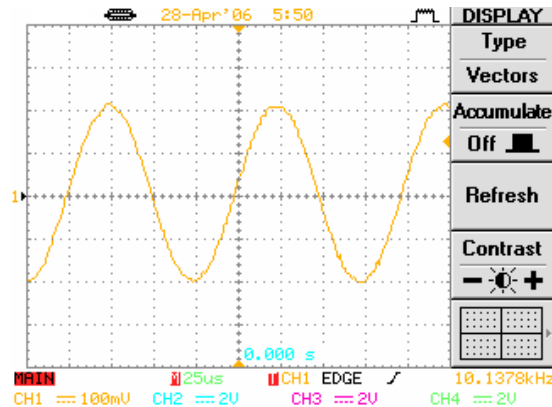 28-Apr'06 5:50
DISPLAY
Type
Vectors
Accumulate
Off
Refresh
Contrast
1
0.000 s
MAIN M 25us T CH1 EDGE 10.1378kHz
CH1 100mV CH2 2V CH3 2V CH4 2V